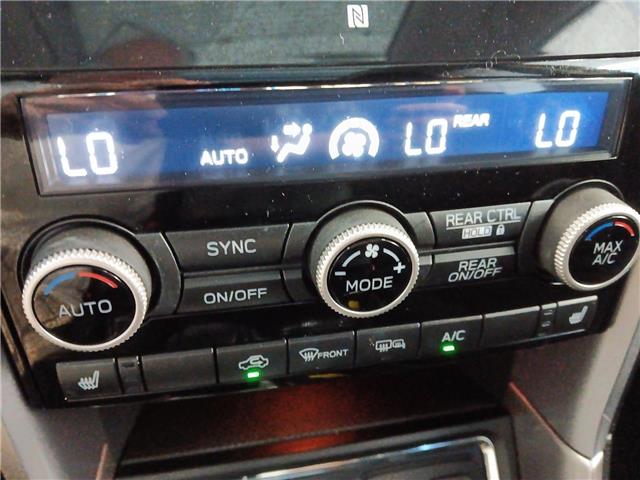 LO AUTO LO REAR LO
SYNC
REAR CTRL
HOLD
MAX
A/C
AUTO
ON/OFF
MODE
REAR
ON/OFF
FRONT
A/C